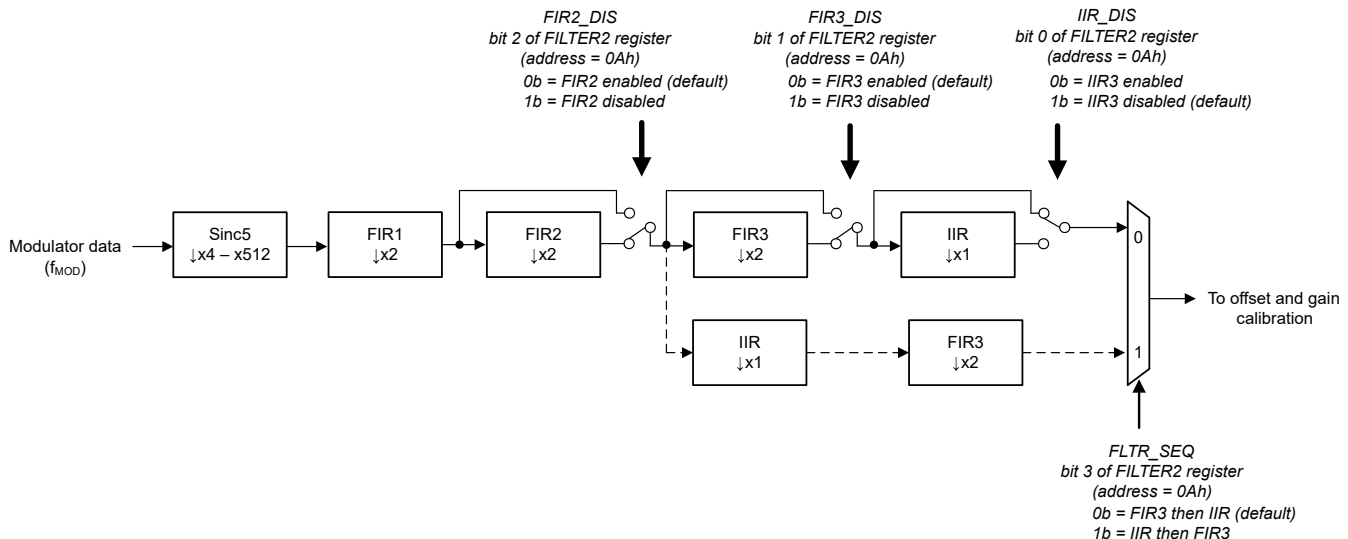 FIR2_DIS
bit 2 of FILTER2 register
(address = 0Ah)
0b = FIR2 enabled (default)
1b = FIR2 disabled
FIR3_DIS
bit 1 of FILTER2 register
(address = 0Ah)
0b = FIR3 enabled (default)
1b = FIR3 disabled
IIR_DIS
bit 0 of FILTER2 register
(address = 0Ah)
0b = IIR3 enabled
1b = IIR3 disabled (default)
Modulator data
(fMOD)
Sinc5
↓x4 – x512
FIR1
↓x2
FIR2
↓x2
FIR3
↓x2
IIR
↓x1
0
To offset and gain
calibration
IIR
↓x1
FIR3
↓x2
1
FLTR_SEQ
bit 3 of FILTER2 register
(address = 0Ah)
0b = FIR3 then IIR (default)
1b = IIR then FIR3